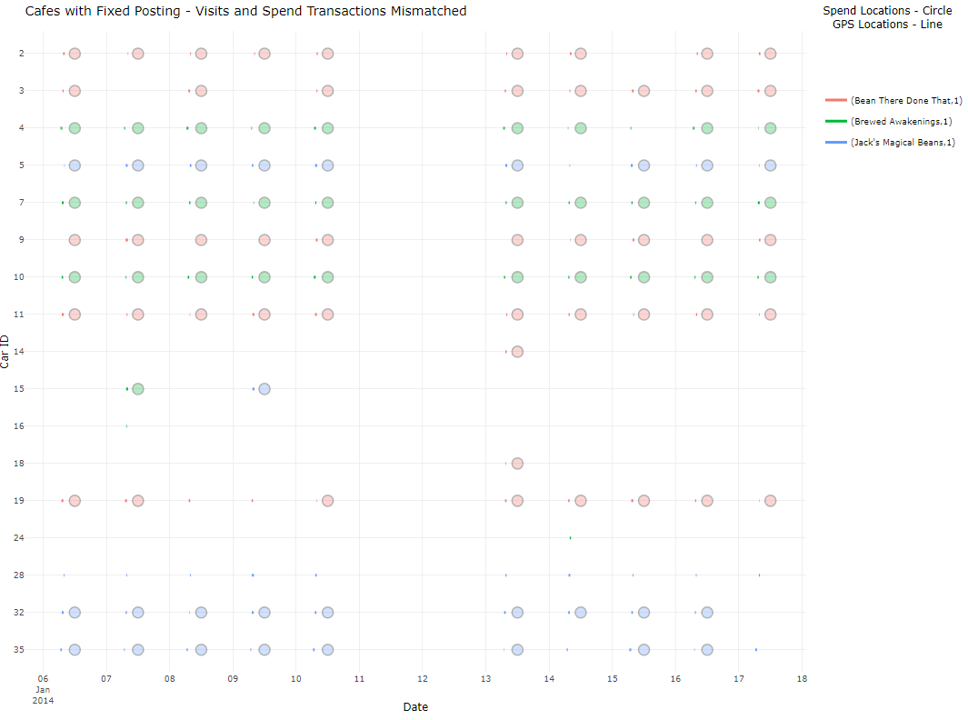 Cafes with Fixed Posting - Visits and Spend Transactions Mismatched
Spend Locations - Circle
GPS Locations - Line
(Bean There Done That,1)
(Brewed Awakenings,1)
(Jack's Magical Beans,1)
Car ID
2
3
4
5
7
9
10
11
14
15
16
18
19
24
28
32
35
06 07 08 09 10 11 12 13 14 15 16 17 18
Jan
2014
Date